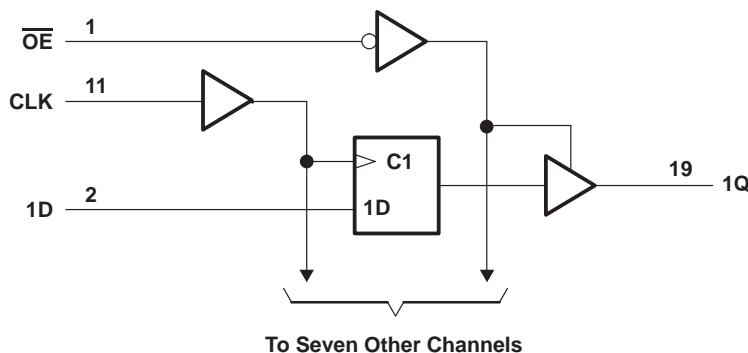 OE 1
CLK 11
C1
1D 2 1D
19 1Q
To Seven Other Channels